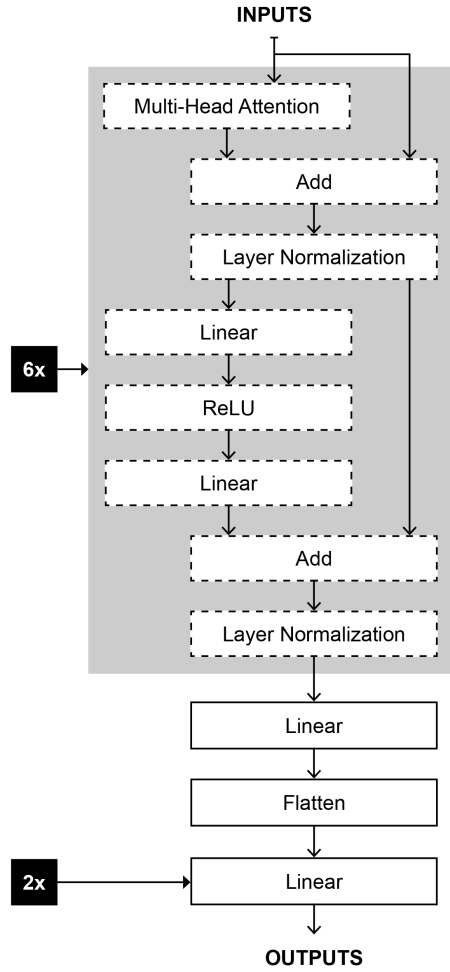 INPUTS
Multi-Head Attention
Add
Layer Normalization
Linear
6x
ReLU
Linear
Add
Layer Normalization
Linear
Flatten
2x
Linear
OUTPUTS